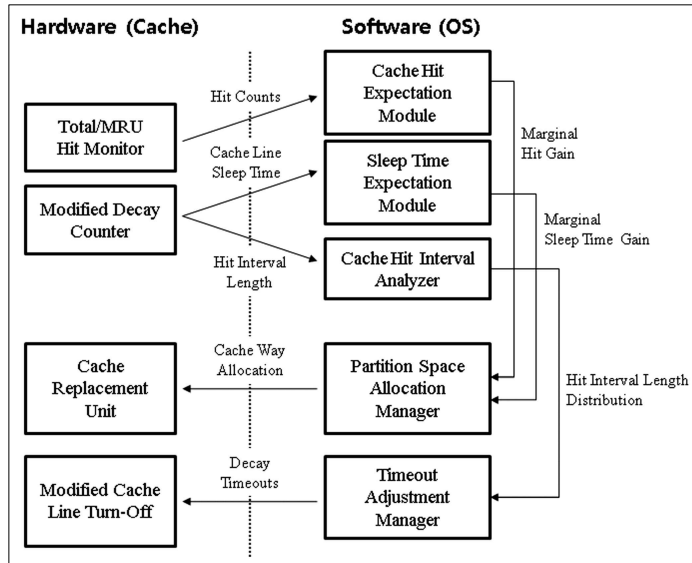 Hardware (Cache)
Software (OS)
Cache Hit
Expectation
Module
Hit Counts
Total/MRU
Hit Monitor
Marginal
Hit Gain
Cache Line
Sleep Time
Sleep Time
Expectation
Module
Modified Decay
Counter
Marginal
Sleep Time Gain
Cache Hit Interval
Analyzer
Hit Interval
Length
Cache Way
Allocation
Cache
Replacement
Unit
Partition Space
Allocation
Manager
Hit Interval Length
Distribution
Decay
Timeouts
Modified Cache
Line Turn-Off
Timeout
Adjustment
Manager